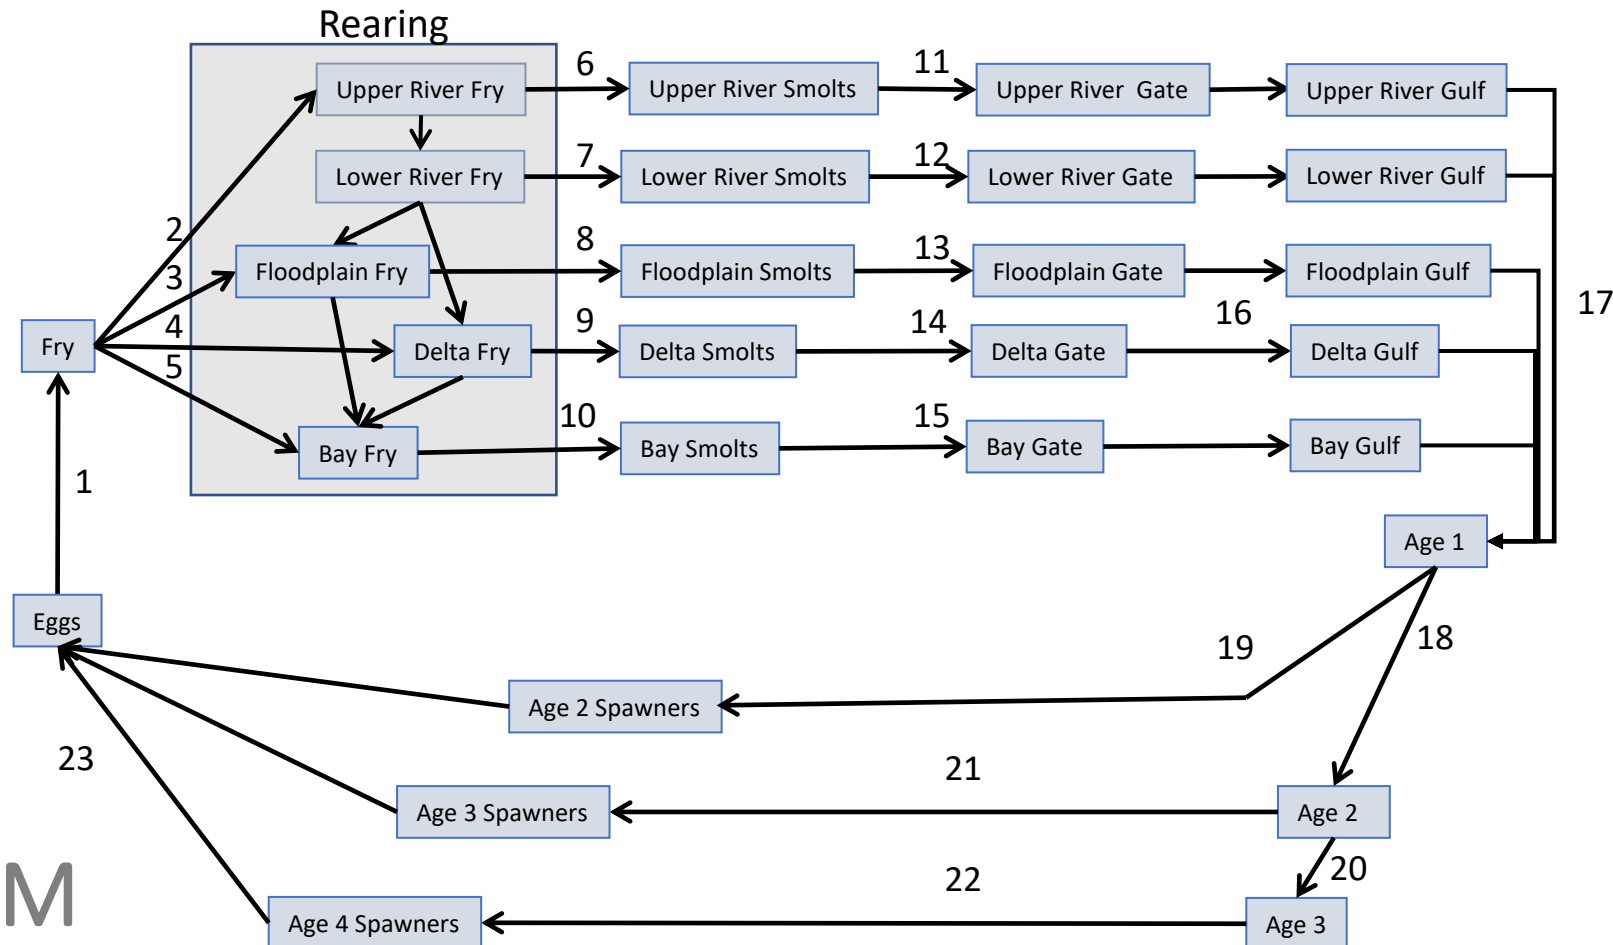 Rearing
6
11
Upper River Fry
Upper River Smolts
Upper River Gate
Upper River Gulf
7
12
Lower River Fry
Lower River Smolts
Lower River Gate
Lower River Gulf
2
8
13
3
Floodplain Fry
Floodplain Smolts
Floodplain Gate
Floodplain Gulf
17
4
9
14
16
Fry
Delta Fry
Delta Smolts
Delta Gate
Delta Gulf
5
10
15
Bay Fry
Bay Smolts
Bay Gate
Bay Gulf
1
Age 1
Eggs
19
18
Age 2 Spawners
23
21
Age 3 Spawners
Age 2
22
20
M
Age 4 Spawners
Age 3